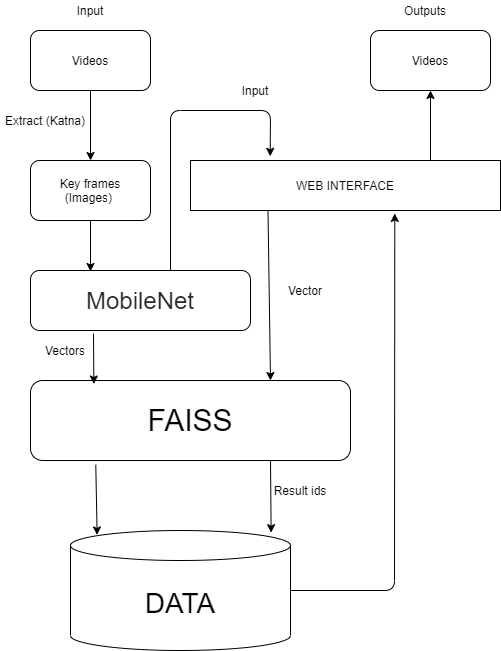 Input
Outputs
Videos
Videos
Input
Extract (Katna)
Key frames
(Images)
WEB INTERFACE
MobileNet
Vector
Vectors
FAISS
Result ids
DATA